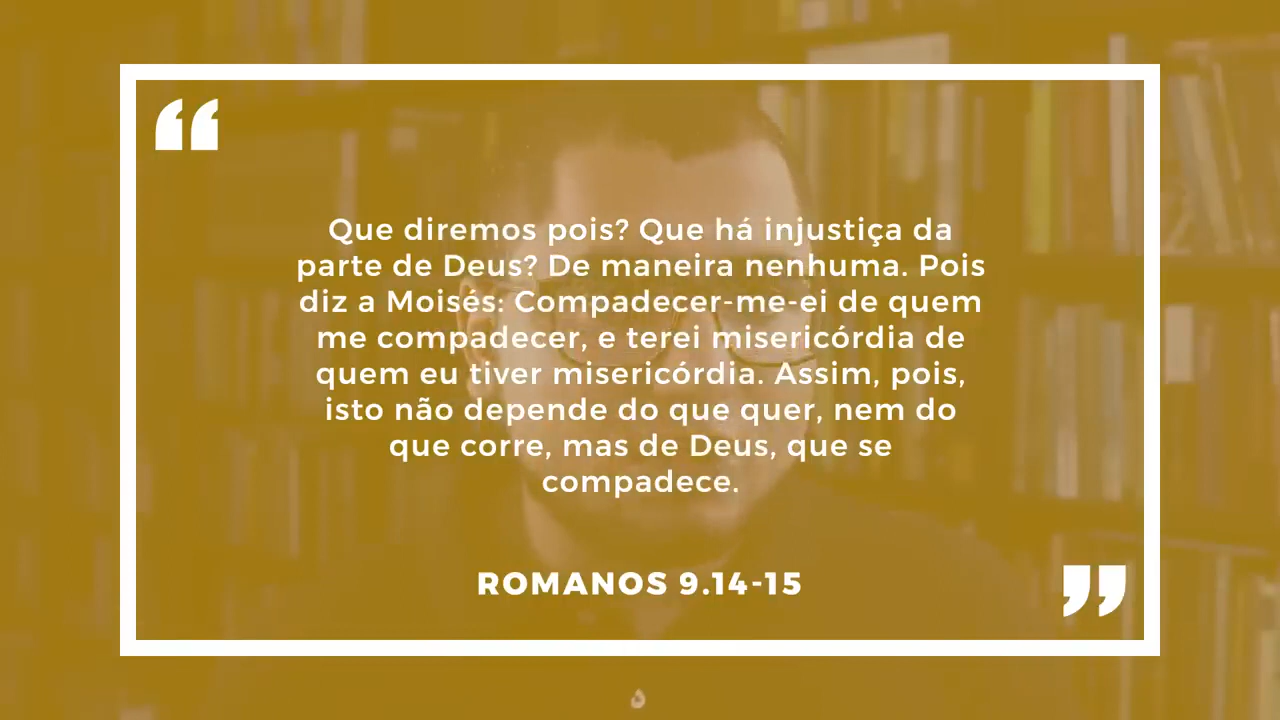 “
Que diremos pois? Que há injustiça da
parte de Deus? De maneira nenhuma. Pois
diz a Moisés: Compadecer-me-ei de quem
me compadecer, e terei misericórdia de
quem eu tiver misericórdia. Assim, pois,
isto não depende do que quer, nem do
que corre, mas de Deus, que se
compadece.
ROMANOS 9.14-15
”